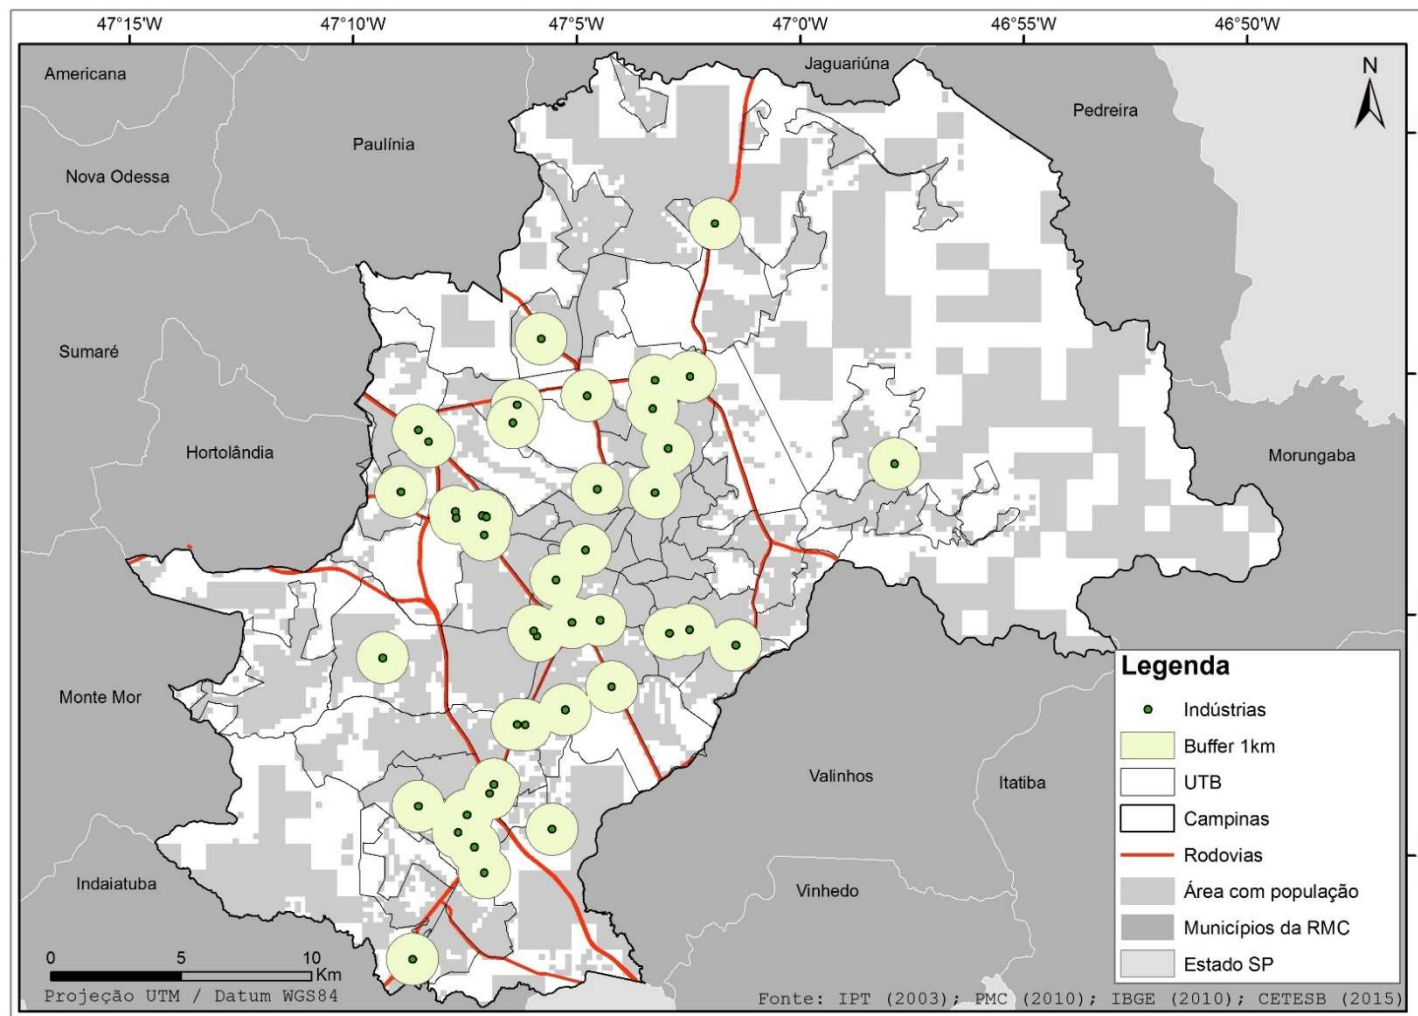 47°15'W 47°10'W 47°5'W 47°0'W 46°55'W 46°50'W
Americana
Jaguariúna
N
Pedreira
Paulínia
Nova Odessa
Sumaré
Hortolândia
Morungaba
Monte Mor
Valinhos
Itatiba
Indaiatuba
Vinhedo
Legenda
Indústrias
Buffer 1km
UTB
Campinas
Rodovias
Área com população
Municípios da RMC
Estado SP
0 5 10
Km
Projeção UTM / Datum WGS84
Fonte: IPT (2003); PMC (2010); IBGE (2010); CETESB (2015)